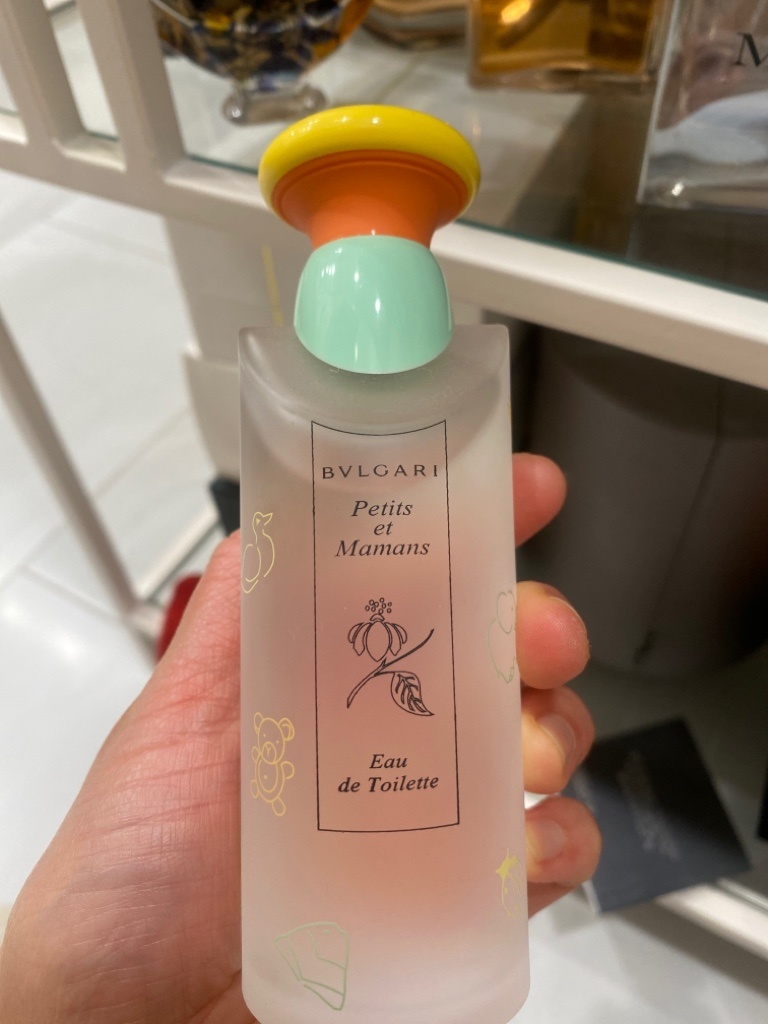 BVLGARI
Petits
et
Mamans
Eau
de Toilette